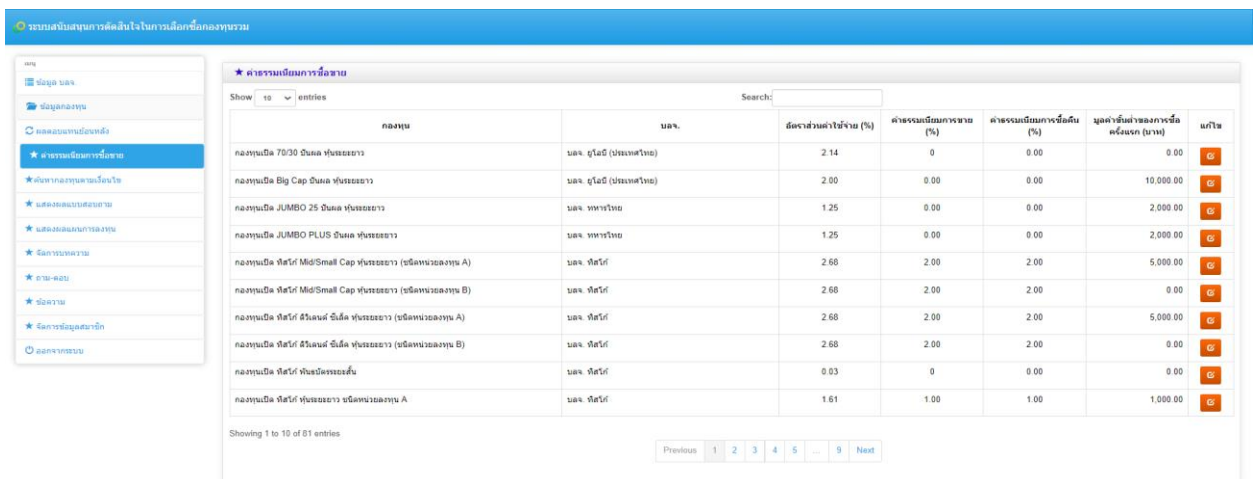 ระบบสนับสนุนการตัดสินใจในการเลือกซื้อกองทุนรวม
เมนู
ข้อมูล บลจ.
ข้อมูลกองทุน
ผลตอบแทนย้อนหลัง
ค่าธรรมเนียมการซื้อขาย
ค้นหากองทุนตามเงื่อนไข
แสดงผลแบบสอบถาม
แสดงผลแผนการลงทุน
จัดการบทความ
ถาม-ตอบ
ข้อความ
จัดการข้อมูลสมาชิก
ออกจากระบบ
ค่าธรรมเนียมการซื้อขาย
Show 10 entries Search:
กองทุน บลจ. อัตราส่วนค่าใช้จ่าย (%) ค่าธรรมเนียมการขาย (%) ค่าธรรมเนียมการซื้อคืน (%) มูลค่าขั้นต่ำของการซื้อครั้งแรก (บาท) แก้ไข
กองทุนเปิด 70/30 ปันผล หุ้นระยะยาว บลจ. ยูโอบี (ประเทศไทย) 2.14 0 0.00 0.00
กองทุนเปิด Big Cap ปันผล หุ้นระยะยาว บลจ. ยูโอบี (ประเทศไทย) 2.00 0.00 0.00 10,000.00
กองทุนเปิด JUMBO 25 ปันผล หุ้นระยะยาว บลจ. ทหารไทย 1.25 0.00 0.00 2,000.00
กองทุนเปิด JUMBO PLUS ปันผล หุ้นระยะยาว บลจ. ทหารไทย 1.25 0.00 0.00 2,000.00
กองทุนเปิด ทิสโก้ Mid/Small Cap หุ้นระยะยาว (ชนิดหน่วยลงทุน A) บลจ. ทิสโก้ 2.68 2.00 2.00 5,000.00
กองทุนเปิด ทิสโก้ Mid/Small Cap หุ้นระยะยาว (ชนิดหน่วยลงทุน B) บลจ. ทิสโก้ 2.68 2.00 2.00 0.00
กองทุนเปิด ทิสโก้ ดิวิเดนด์ ซีเล็ค หุ้นระยะยาว (ชนิดหน่วยลงทุน A) บลจ. ทิสโก้ 2.68 2.00 2.00 5,000.00
กองทุนเปิด ทิสโก้ ดิวิเดนด์ ซีเล็ค หุ้นระยะยาว (ชนิดหน่วยลงทุน B) บลจ. ทิสโก้ 2.68 2.00 2.00 0.00
กองทุนเปิด ทิสโก้ พันธบัตรระยะสั้น บลจ. ทิสโก้ 0.03 0 0.00 0.00
กองทุนเปิด ทิสโก้ หุ้นระยะยาว ชนิดหน่วยลงทุน A บลจ. ทิสโก้ 1.61 1.00 1.00 1,000.00
Showing 1 to 10 of 81 entries
Previous 1 2 3 4 5 ... 9 Next